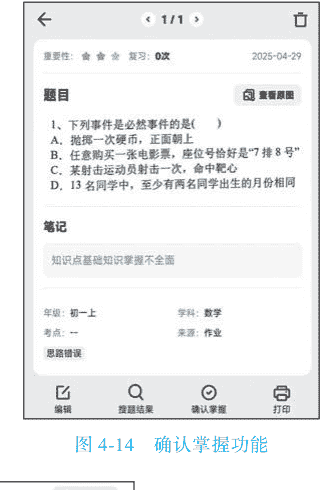 1/1
重要性: 复习: 0次 2025-04-29
题目 查看原图
1、下列事件是必然事件的是( )
A. 抛掷一次硬币，正面朝上
B. 任意购买一张电影票，座位号恰好是“7 排 8 号”
C. 某射击运动员射击一次，命中靶心
D. 13 名同学中，至少有两名同学出生的月份相同
笔记
知识点基础知识掌握不全面
年级: 初一上 学科: 数学
考点: -- 来源: 作业
思路错误
编辑 搜题结果 确认掌握 打印
图 4-14 确认掌握功能